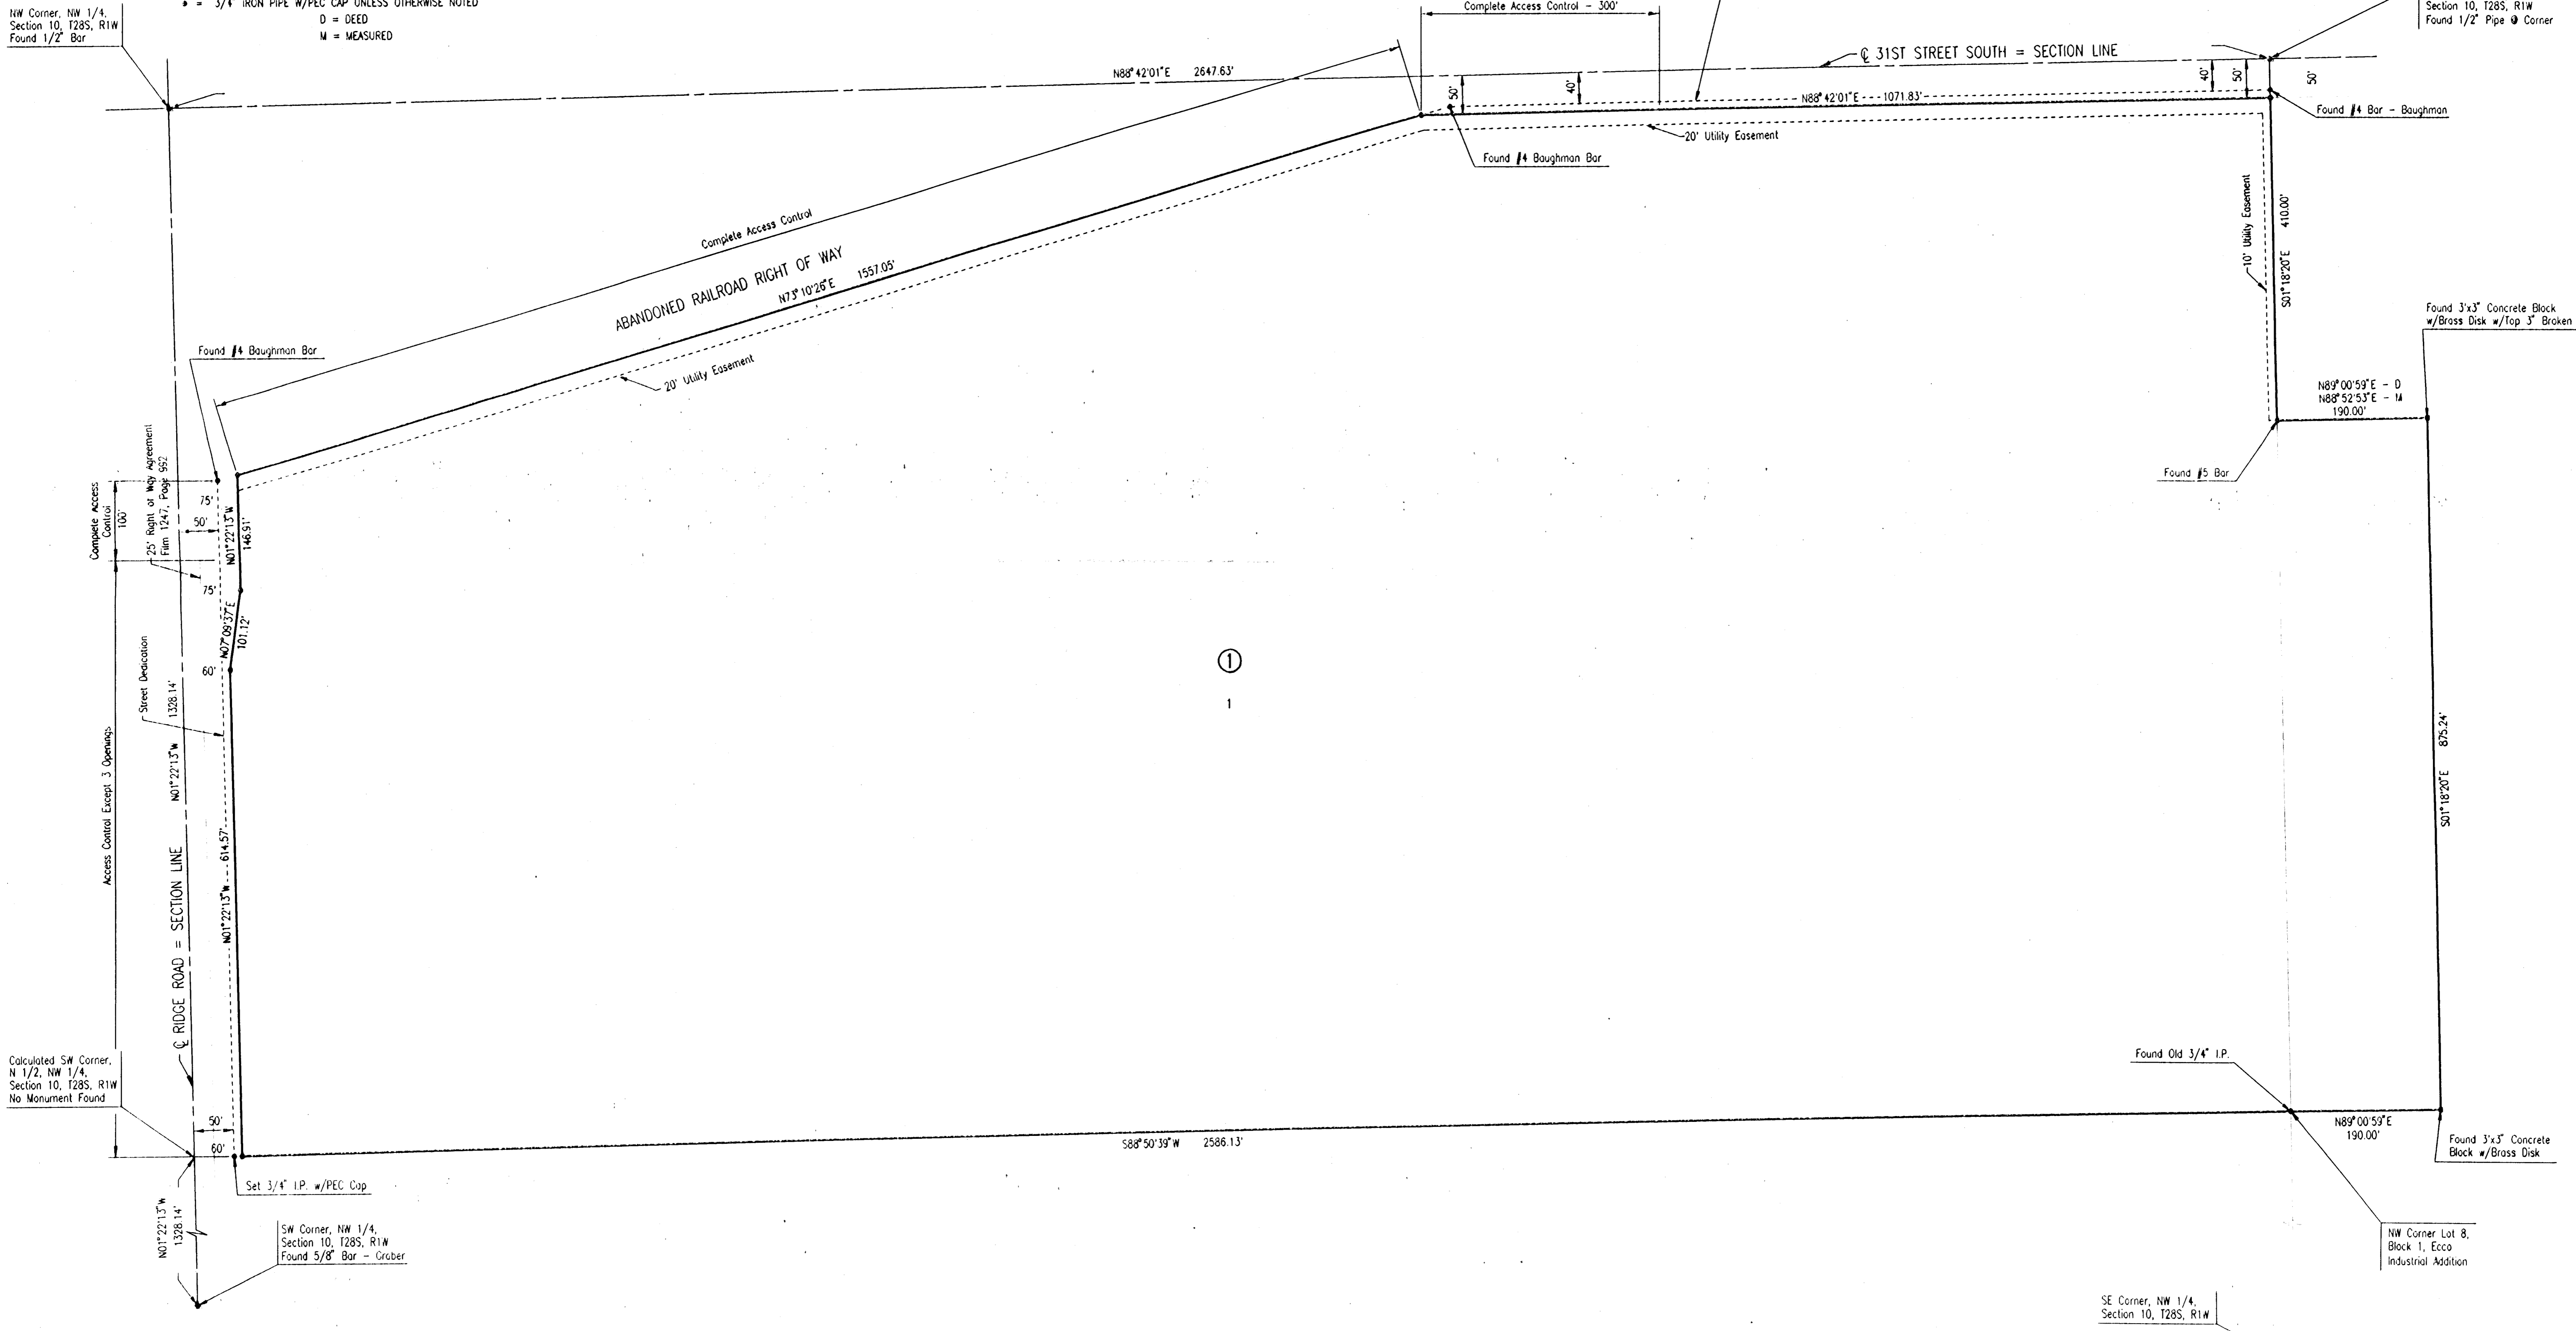 = 3/4" IRON PIPE W/PEC CAP UNLESS OTHERWISE NOTED
D = DEED
M = MEASURED
NW Corner, NW 1/4,
Section 10, T28S, R1W
Found 1/2" Bar
Complete Access Control - 300'
Section 10, T28S, R1W
Found 1/2" Pipe @ Corner
N88°42'01"E 2647.63'
℄ 31ST STREET SOUTH = SECTION LINE
50'
40'
40'
50'
50'
N88°42'01"E 1071.83'
Found #4 Bar - Baughman
20' Utility Easement
Found #4 Baughman Bar
Complete Access Control
ABANDONED RAILROAD RIGHT OF WAY
N73°10'26"E 1557.05'
20' Utility Easement
10' Utility Easement
S01°18'20"E 410.00'
Found 3'x3" Concrete Block
w/Brass Disk w/Top 3" Broken
N89°00'59"E - D
N88°52'53"E - M
190.00'
Found #5 Bar
Found #4 Baughman Bar
Complete Access
Control
100'
25' Right of Way Agreement
Film 1247, Page 992
75'
50'
N01°22'13"W
146.91'
75'
N07°09'37"E
101.12'
60'
Street Dedication
1328.14'
N01°22'13"W
Access Control Except 3 Openings
℄ RIDGE ROAD = SECTION LINE
N01°22'13"W 614.57'
1
1
S01°18'20"E 875.24'
Calculated SW Corner,
N 1/2, NW 1/4,
Section 10, T28S, R1W
No Monument Found
50'
60'
Set 3/4" I.P. w/PEC Cap
S88°50'39"W 2586.13'
Found Old 3/4" I.P.
N89°00'59"E
190.00'
Found 3'x3" Concrete
Block w/Brass Disk
N01°22'13"W
1328.14'
SW Corner, NW 1/4,
Section 10, T28S, R1W
Found 5/8" Bar - Graber
NW Corner Lot 8,
Block 1, Ecco
Industrial Addition
SE Corner, NW 1/4,
Section 10, T28S, R1W